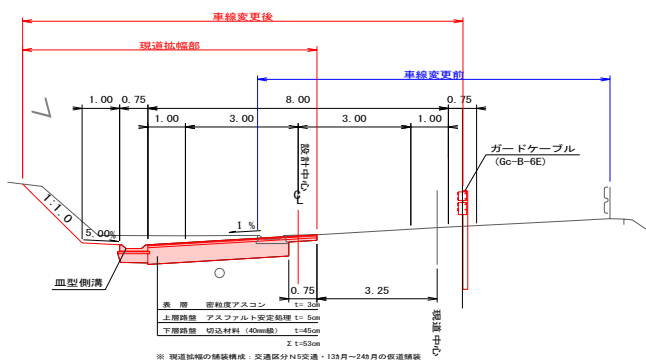 車線変更後
現道拡幅部
車線変更前
1.00 0.75 8.00 0.75
1.00 3.00 3.00 1.00
ガードケーブル
(Gc-B-6E)
設計中心
℄
1:1.0
5.00%
1 %
皿型側溝
0.75 3.25
現道中心
表 層 密粒度アスコン t= 3cm
上層路盤 アスファルト安定処理 t= 5cm
下層路盤 切込材料 (40mm級) t=45cm
Σt=53cm
※ 現道拡幅の舗装構成:交通区分N5交通・13ヵ月~24ヵ月の仮道舗装